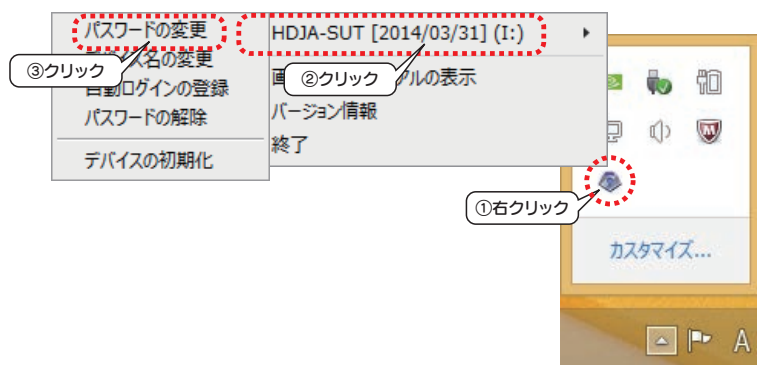 パスワードの変更
③クリック
ス名の変更
自動ログインの登録
パスワードの解除
デバイスの初期化
HDJA-SUT [2014/03/31] (I:)
②クリック
アルの表示
バージョン情報
終了
①右クリック
カスタマイズ...
A